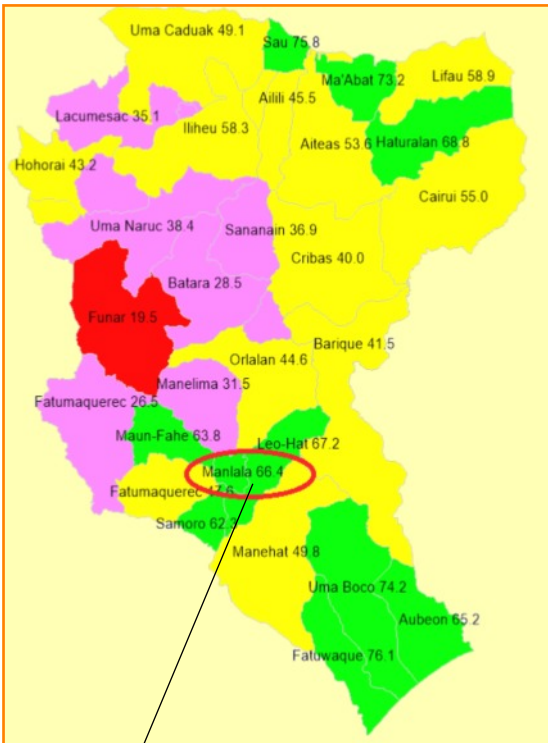 Uma Caduak 49.1
Sau 75.8
Ma'Abat 73.2
Lifau 58.9
Ailili 45.5
Lacumesac 35.1
Iliheu 58.3
Aiteas 53.6
Haturalan 68.8
Hohorai 43.2
Cairui 55.0
Uma Naruc 38.4
Sananain 36.9
Cribas 40.0
Batara 28.5
Funar 19.5
Barique 41.5
Orlalan 44.6
Manelima 31.5
Fatumaquerec 26.5
Maun-Fahe 63.8
Leo-Hat 67.2
Manlala 66.4
Fatumaquerec 47.6
Samoro 62.3
Manehat 49.8
Uma Boco 74.2
Aubeon 65.2
Fatuwaque 76.1